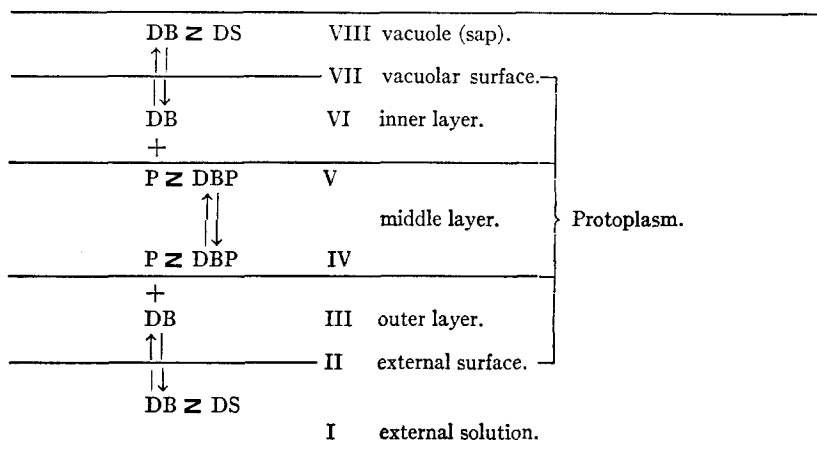 DB ⇄ DS VIII vacuole (sap).
↑↓
VII vacuolar surface.
DB VI inner layer.
+
P ⇄ DBP V
↑↓ middle layer. Protoplasm.
P ⇄ DBP IV
+
DB III outer layer.
↑↓
II external surface.
DB ⇄ DS
I external solution.